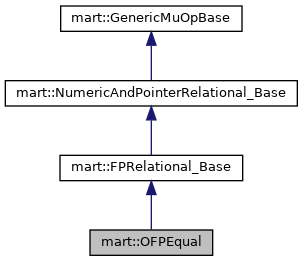 mart::GenericMuOpBase
mart::NumericAndPointerRelational_Base
mart::FPRelational_Base
mart::OFPEqual